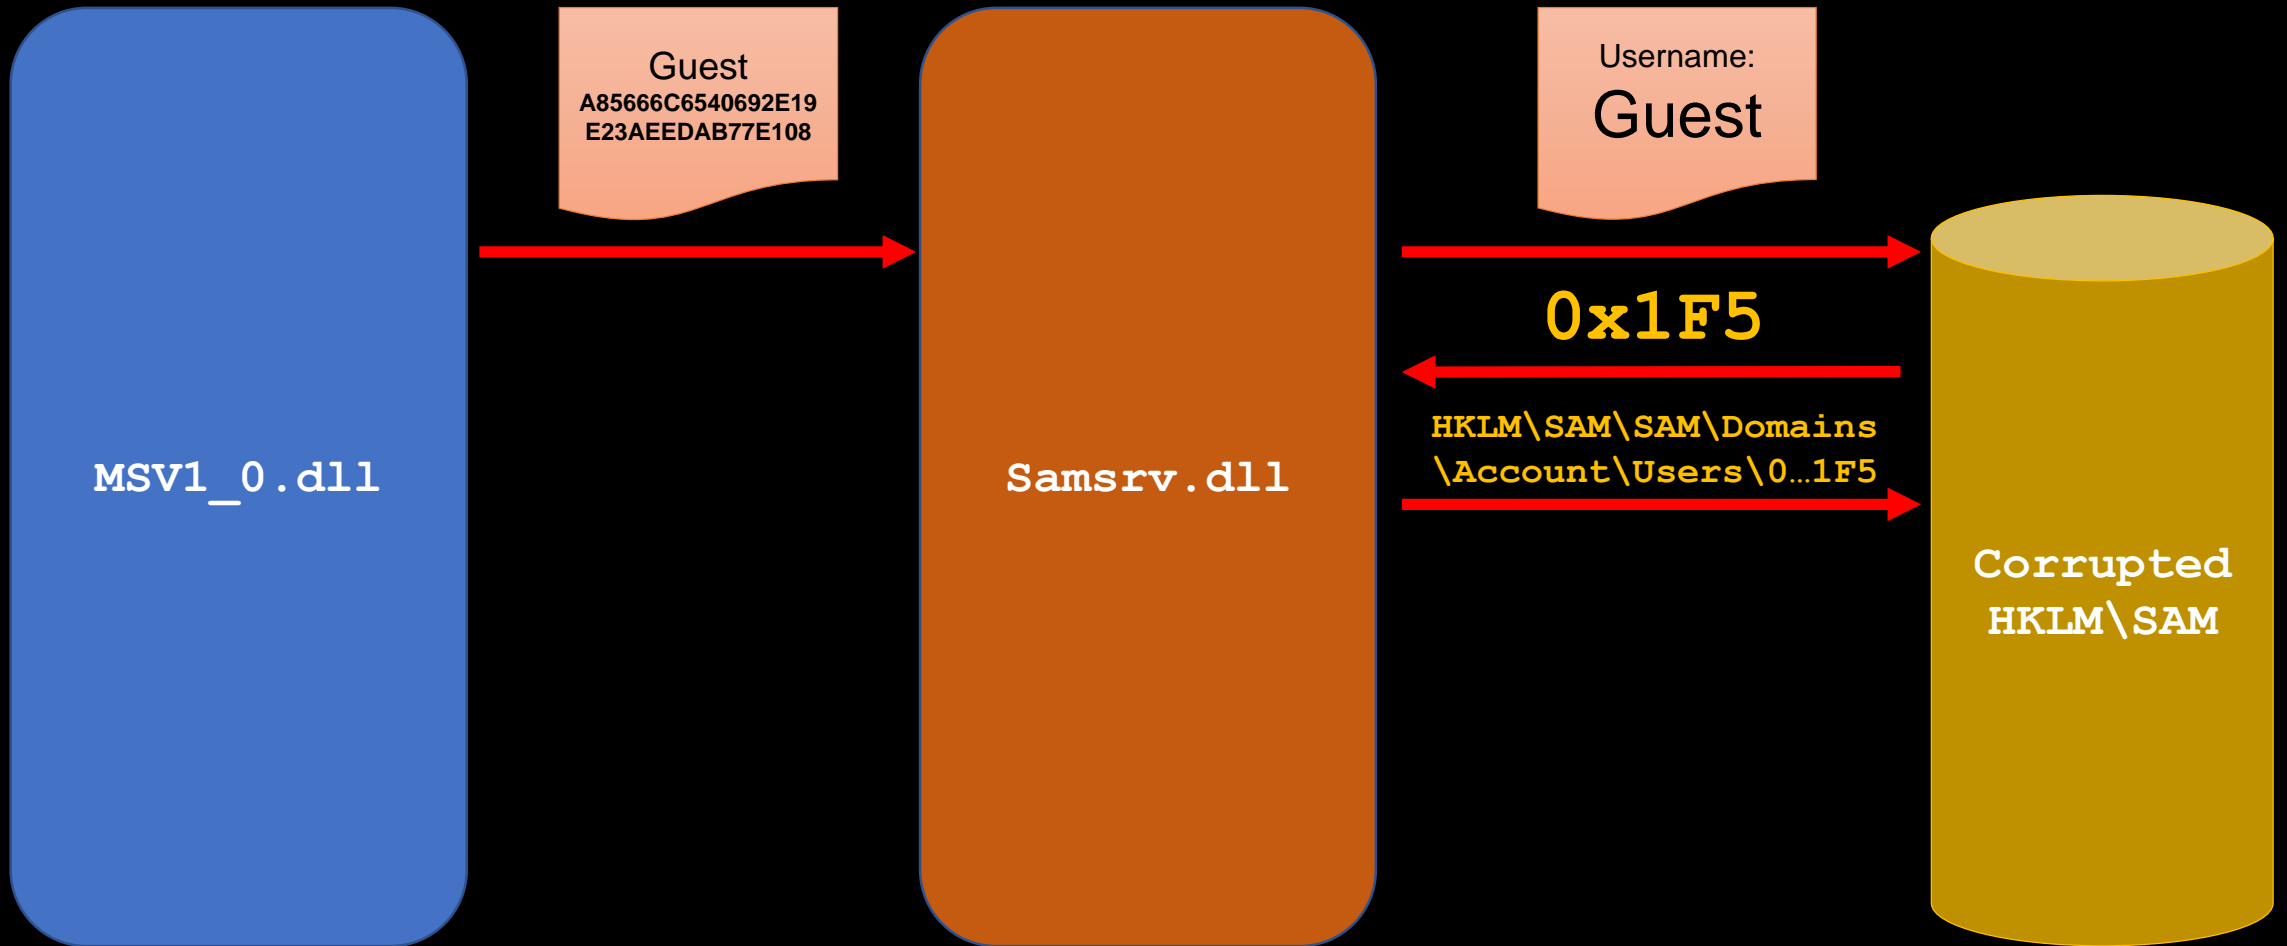 MSV1_0.dll
Guest
A85666C6540692E19
E23AEEDAB77E108
Samsrv.dll
Username:
Guest
0x1F5
HKLM\SAM\SAM\Domains
\Account\Users\0…1F5
Corrupted
HKLM\SAM